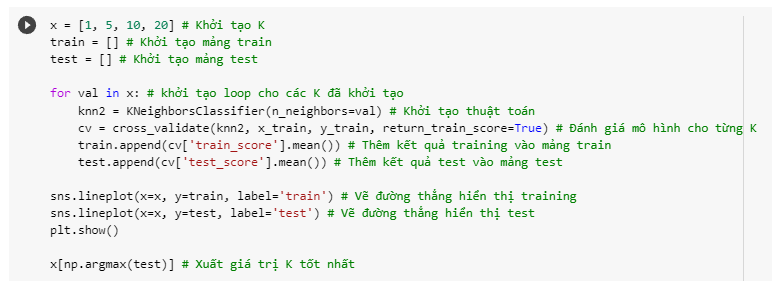 x = [1, 5, 10, 20] # Khởi tạo K
train = [] # Khởi tạo mảng train
test = [] # Khởi tạo mảng test

for val in x: # khởi tạo loop cho các K đã khởi tạo
    knn2 = KNeighborsClassifier(n_neighbors=val) # Khởi tạo thuật toán
    cv = cross_validate(knn2, x_train, y_train, return_train_score=True) # Đánh giá mô hình cho từng K
    train.append(cv['train_score'].mean()) # Thêm kết quả training vào mảng train
    test.append(cv['test_score'].mean()) # Thêm kết quả test vào mảng test

sns.lineplot(x=x, y=train, label='train') # Vẽ đường thẳng hiển thị training
sns.lineplot(x=x, y=test, label='test') # Vẽ đường thẳng hiển thị test
plt.show()

x[np.argmax(test)] # Xuất giá trị K tốt nhất